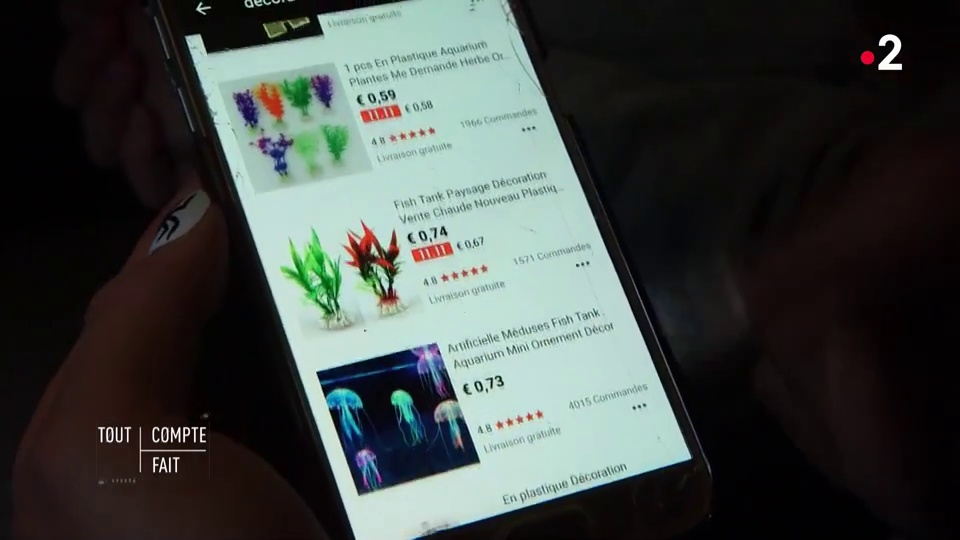 décora
Livraison gratuite
2
1 pcs En Plastique Aquarium
Plantes Me Demande Herbe Or...
€ 0,59
11.11 € 0,58
4.8
1966 Commandes
Livraison gratuite
Fish Tank Paysage Décoration
Vente Chaude Nouveau Plastiq...
€ 0,74
11.11 € 0,67
4.8
1571 Commandes
Livraison gratuite
Artificielle Méduses Fish Tank
Aquarium Mini Ornement Décor
€ 0,73
4.8
4015 Commandes
Livraison gratuite
En plastique Décoration
TOUT COMPTE
FAIT